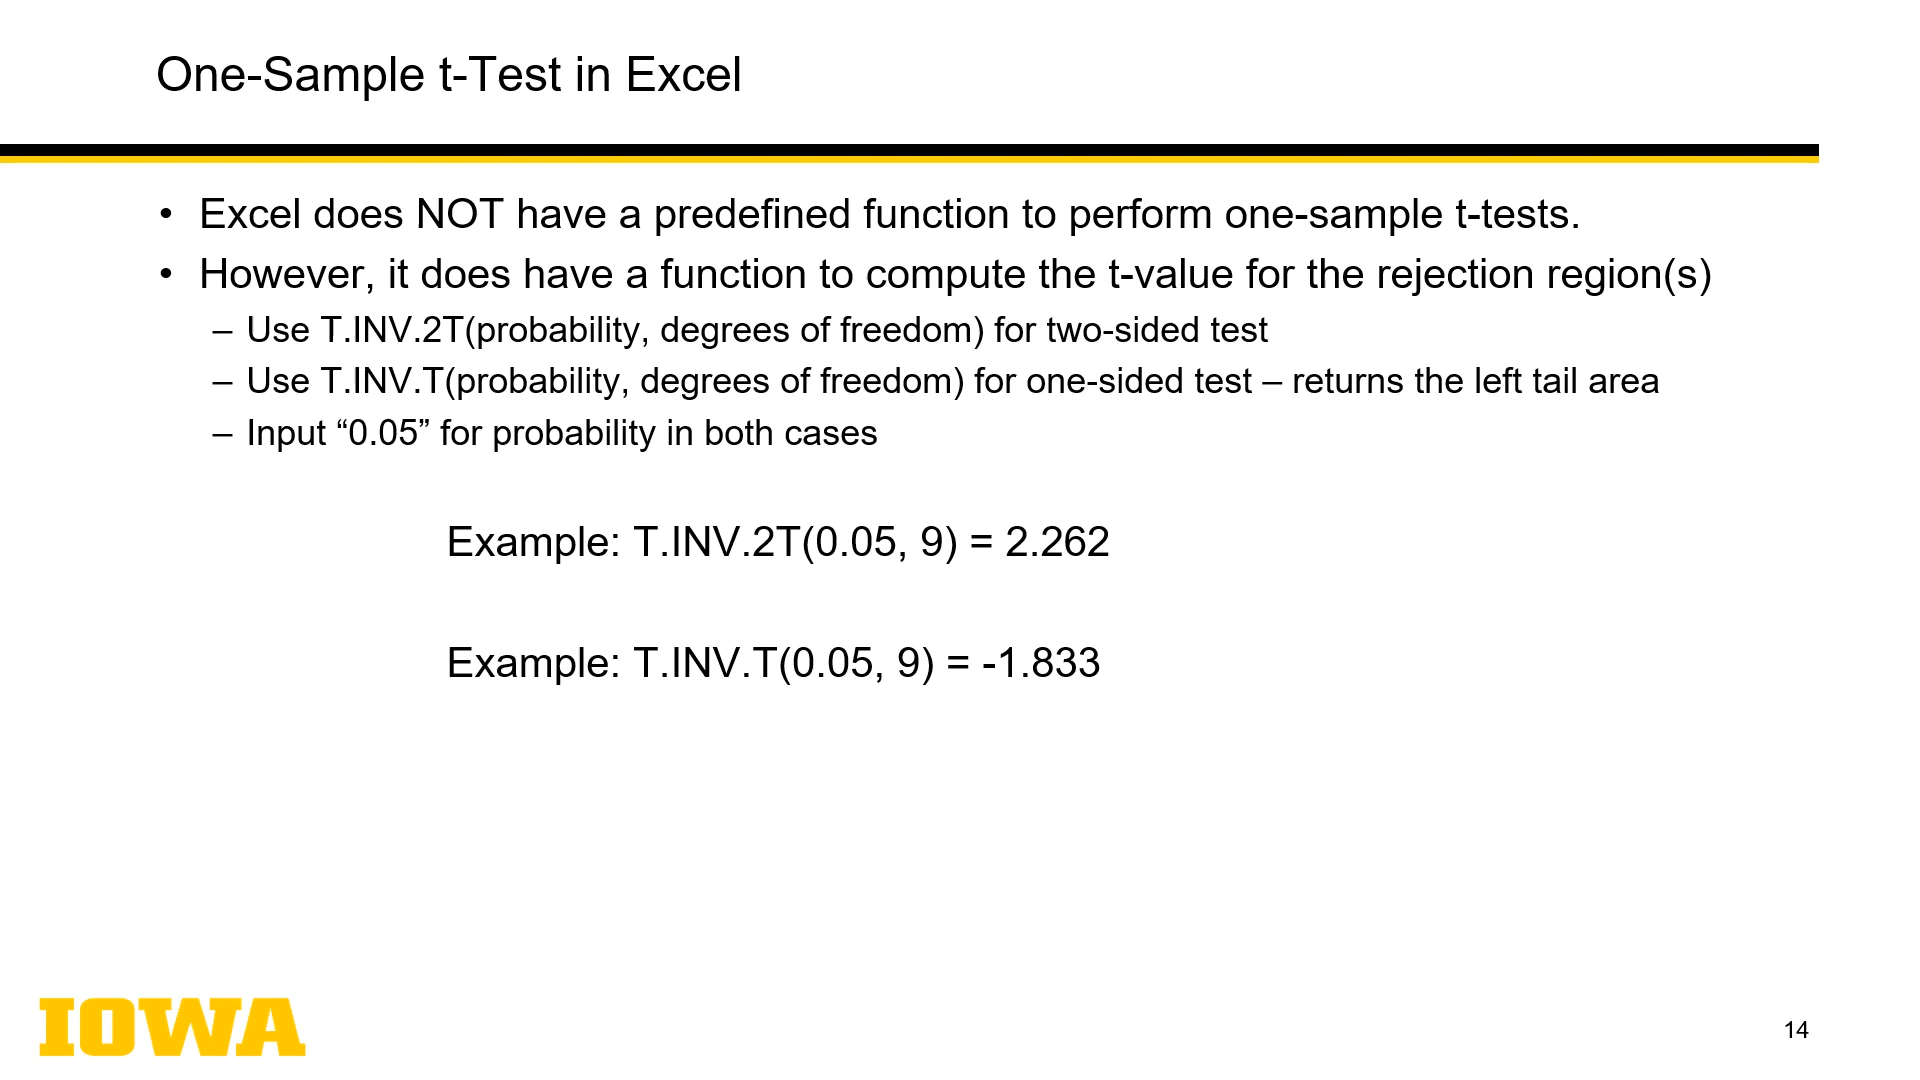 One-Sample t-Test in Excel
• Excel does NOT have a predefined function to perform one-sample t-tests.
• However, it does have a function to compute the t-value for the rejection region(s)
– Use T.INV.2T(probability, degrees of freedom) for two-sided test
– Use T.INV.T(probability, degrees of freedom) for one-sided test – returns the left tail area
– Input “0.05” for probability in both cases
Example: T.INV.2T(0.05, 9) = 2.262
Example: T.INV.T(0.05, 9) = -1.833
IOWA
14